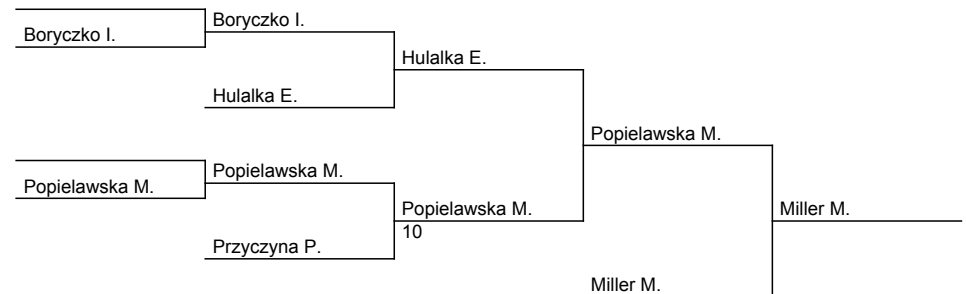 Boryczko I.
Boryczko I.
Hulalka E.
Hulalka E.
Popielawska M.
Popielawska M.
Popielawska M.
Przyczyna P.
Popielawska M.
10
Miller M.
Miller M.